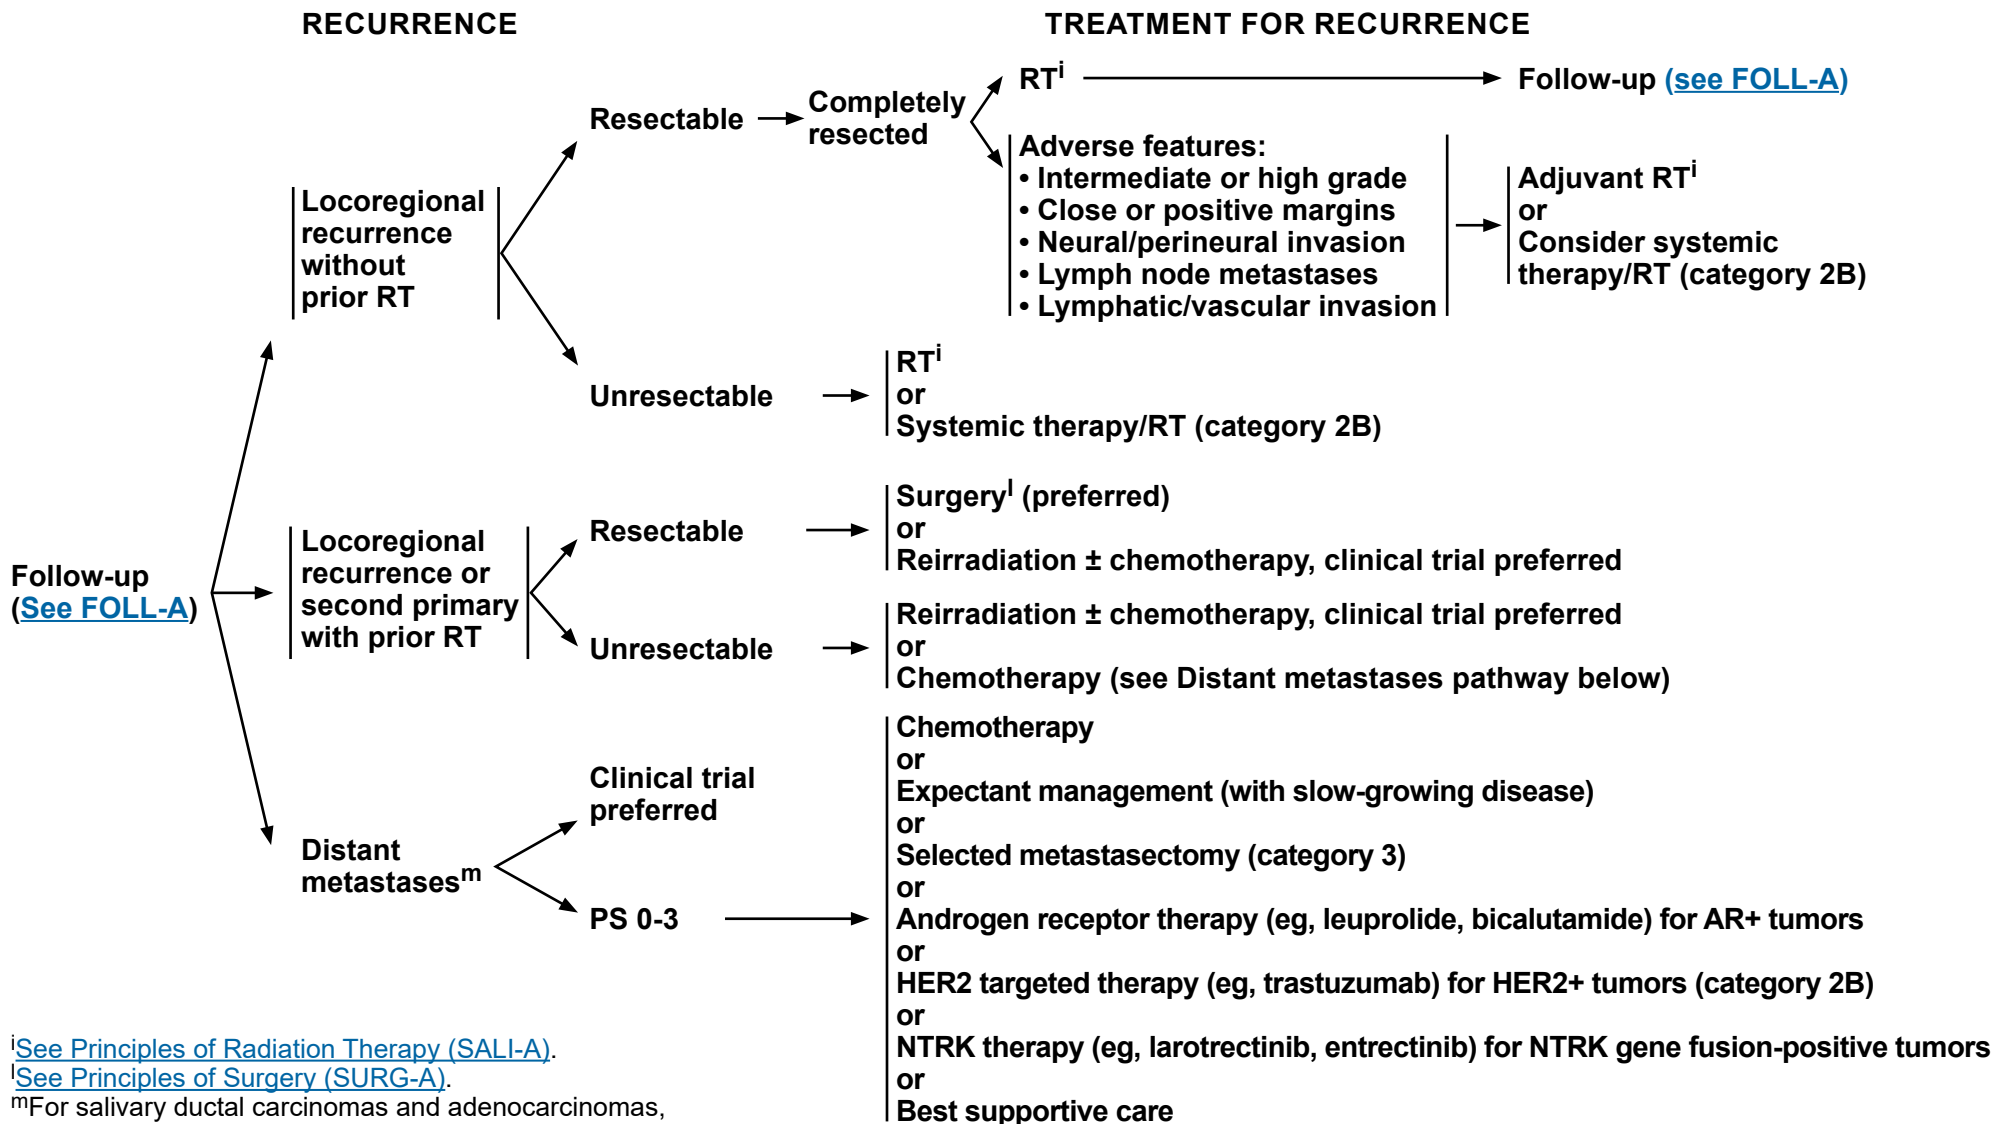 RECURRENCE
TREATMENT FOR RECURRENCE
Follow-up
(See FOLL-A)
Locoregional
recurrence
without
prior RT
Resectable
Completely
resected
RTⁱ
Follow-up (see FOLL-A)
Adverse features:
• Intermediate or high grade
• Close or positive margins
• Neural/perineural invasion
• Lymph node metastases
• Lymphatic/vascular invasion
Adjuvant RTⁱ
or
Consider systemic
therapy/RT (category 2B)
Unresectable
RTⁱ
or
Systemic therapy/RT (category 2B)
Locoregional
recurrence or
second primary
with prior RT
Resectable
Surgeryˡ (preferred)
or
Reirradiation ± chemotherapy, clinical trial preferred
Unresectable
Reirradiation ± chemotherapy, clinical trial preferred
or
Chemotherapy (see Distant metastases pathway below)
Distant
metastasesᵐ
Clinical trial
preferred
PS 0-3
Chemotherapy
or
Expectant management (with slow-growing disease)
or
Selected metastasectomy (category 3)
or
Androgen receptor therapy (eg, leuprolide, bicalutamide) for AR+ tumors
or
HER2 targeted therapy (eg, trastuzumab) for HER2+ tumors (category 2B)
or
NTRK therapy (eg, larotrectinib, entrectinib) for NTRK gene fusion-positive tumors
or
Best supportive care
ⁱSee Principles of Radiation Therapy (SALI-A).
ˡSee Principles of Surgery (SURG-A).
ᵐFor salivary ductal carcinomas and adenocarcinomas,